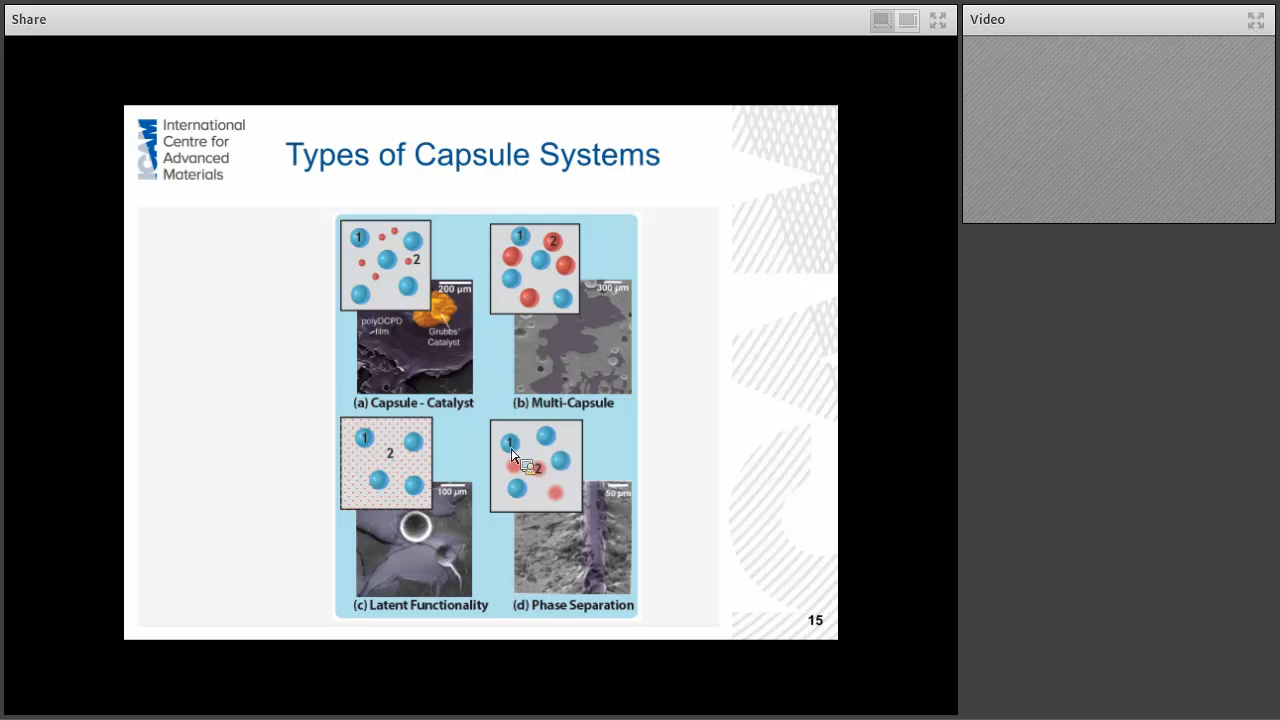 Share
Video
ICAM
International
Centre for
Advanced
Materials
Types of Capsule Systems
1
2
200 µm
polyDCPD
film
Grubbs'
Catalyst
(a) Capsule - Catalyst
1
2
300 µm
(b) Multi-Capsule
1
2
100 µm
(c) Latent Functionality
1
2
50 µm
(d) Phase Separation
15